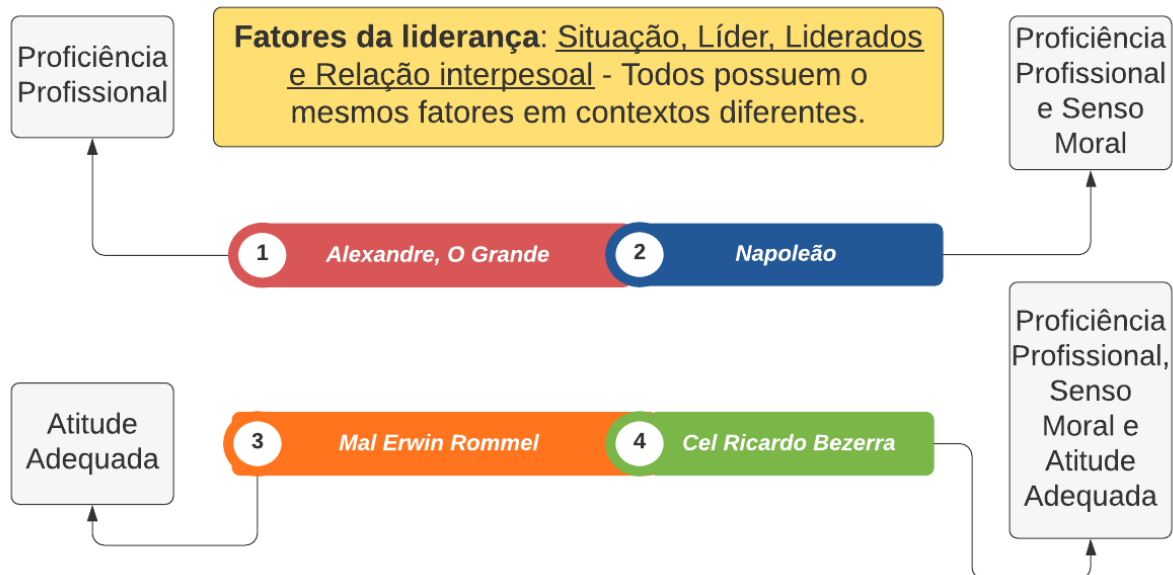 Proficiência
Profissional
Fatores da liderança: Situação, Líder, Liderados
e Relação interpesoal - Todos possuem o
mesmos fatores em contextos diferentes.
Proficiência
Profissional
e Senso
Moral
1 Alexandre, O Grande
2 Napoleão
Atitude
Adequada
3 Mal Erwin Rommel
4 Cel Ricardo Bezerra
Proficiência
Profissional,
Senso
Moral e
Atitude
Adequada